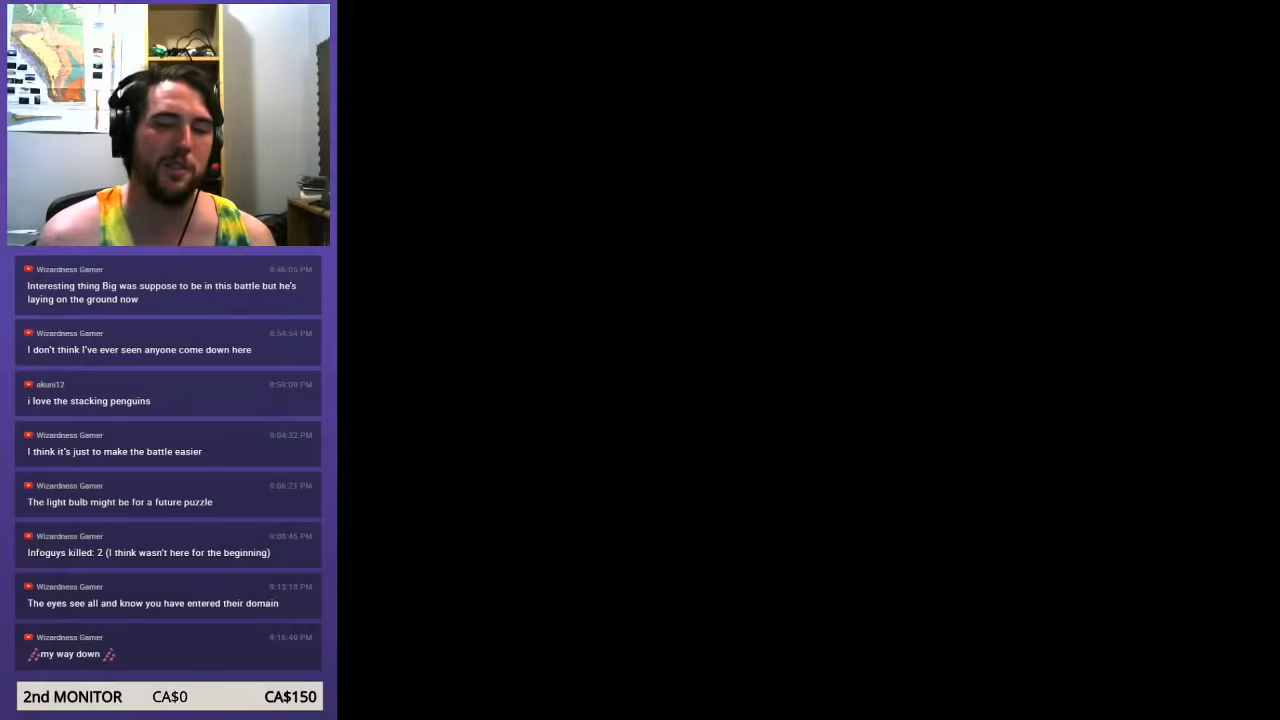 Wizardness Gamer 8:46:05 PM
Interesting thing Big was suppose to be in this battle but he's
laying on the ground now
Wizardness Gamer 8:54:54 PM
I don't think I've ever seen anyone come down here
akuni12 8:59:09 PM
i love the stacking penguins
Wizardness Gamer 9:04:32 PM
I think it's just to make the battle easier
Wizardness Gamer 9:06:21 PM
The light bulb might be for a future puzzle
Wizardness Gamer 9:08:45 PM
Infoguys killed: 2 (I think wasn't here for the beginning)
Wizardness Gamer 9:13:18 PM
The eyes see all and know you have entered their domain
Wizardness Gamer 9:16:49 PM
🎶my way down 🎶
2nd MONITOR CA$0 CA$150